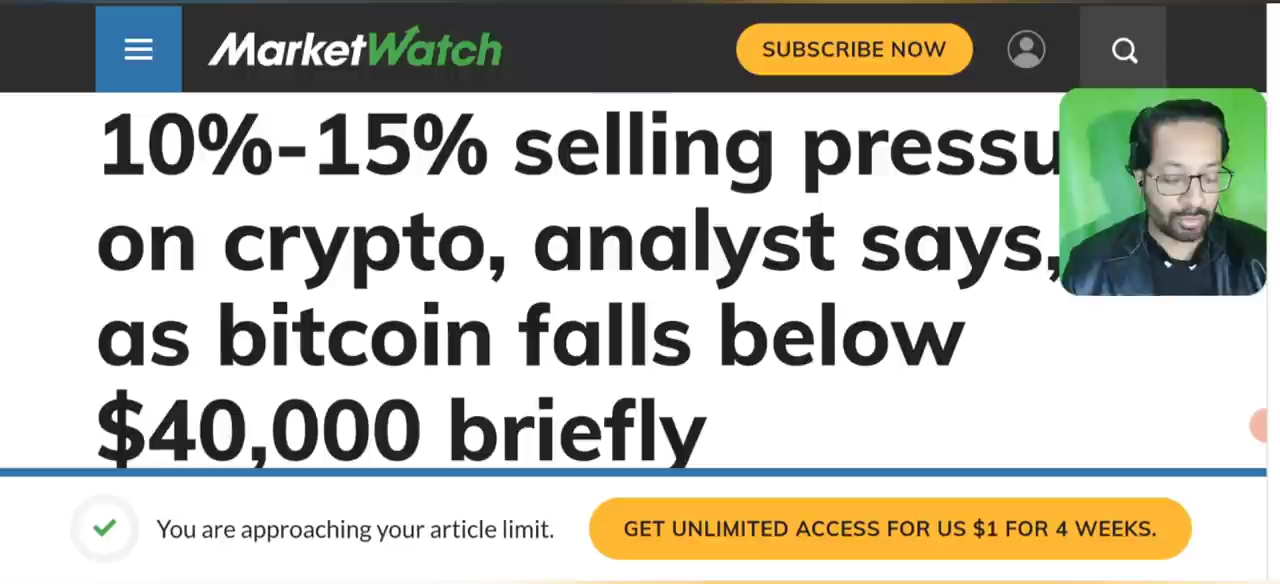 MarketWatch
SUBSCRIBE NOW
10%-15% selling
on crypto, analyst says,
as bitcoin falls below
$40,000 briefly
You are approaching your article limit.
GET UNLIMITED ACCESS FOR US $1 FOR 4 WEEKS.